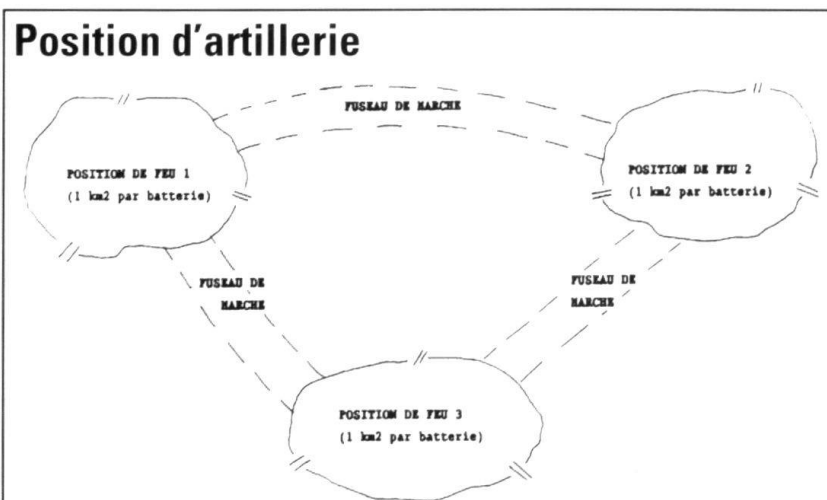 Position d'artillerie
FUSEAU DE MARCHE
POSITION DE FEU 1
(1 km2 par batterie)
POSITION DE FEU 2
(1 km2 par batterie)
FUSEAU DE
MARCHE
FUSEAU DE
MARCHE
POSITION DE FEU 3
(1 km2 par batterie)